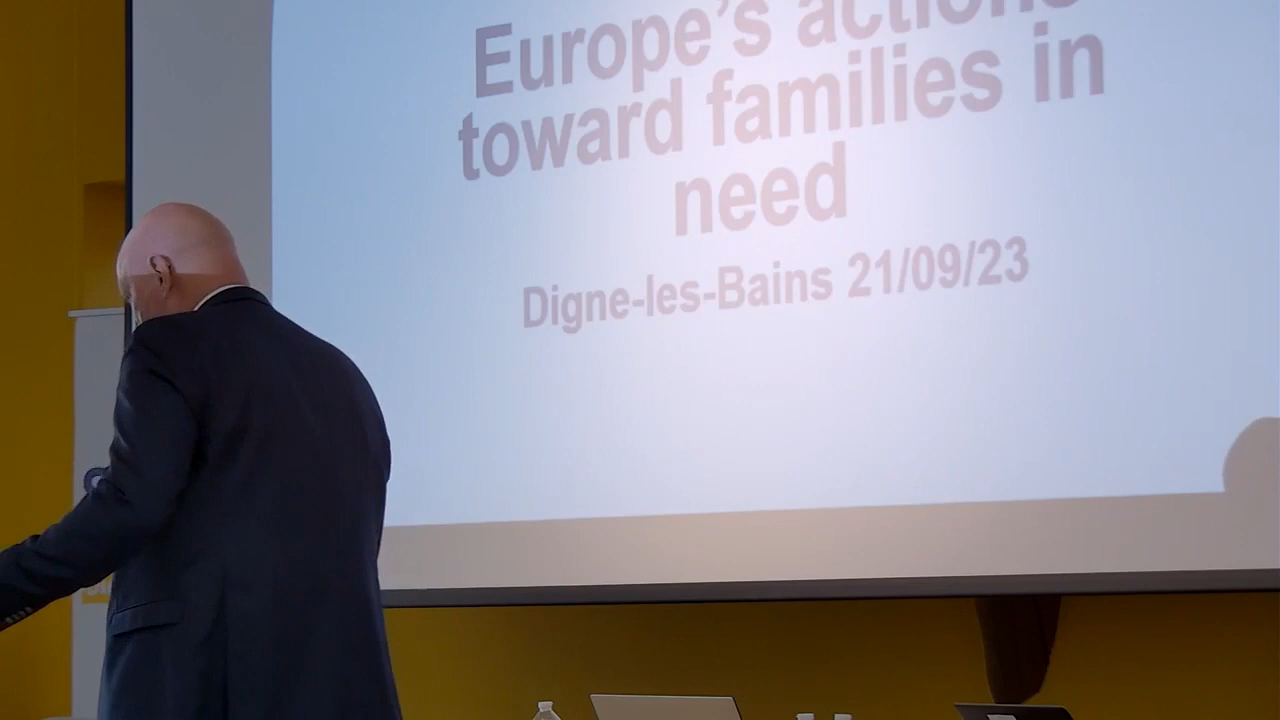 Europe's actions
toward families in
need
Digne-les-Bains 21/09/23